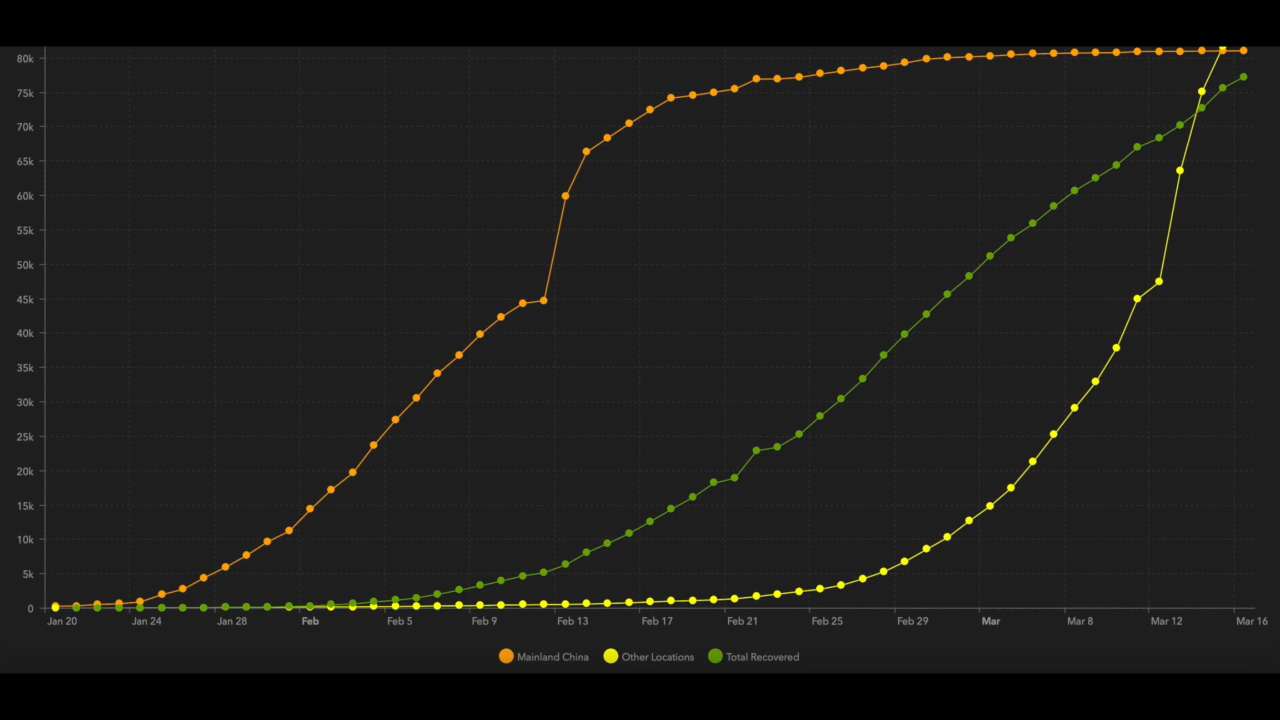 80k
75k
70k
65k
60k
55k
50k
45k
40k
35k
30k
25k
20k
15k
10k
5k
0
Jan 20 Jan 24 Jan 28 Feb Feb 5 Feb 9 Feb 13 Feb 17 Feb 21 Feb 25 Feb 29 Mar Mar 8 Mar 12 Mar 16
Mainland China Other Locations Total Recovered